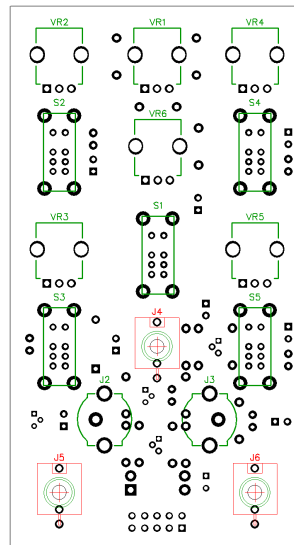 VR2 VR1 VR4
S2 VR6 S4
S1
VR3 VR5
S3 J4 S5
J2 J3
J5 J6